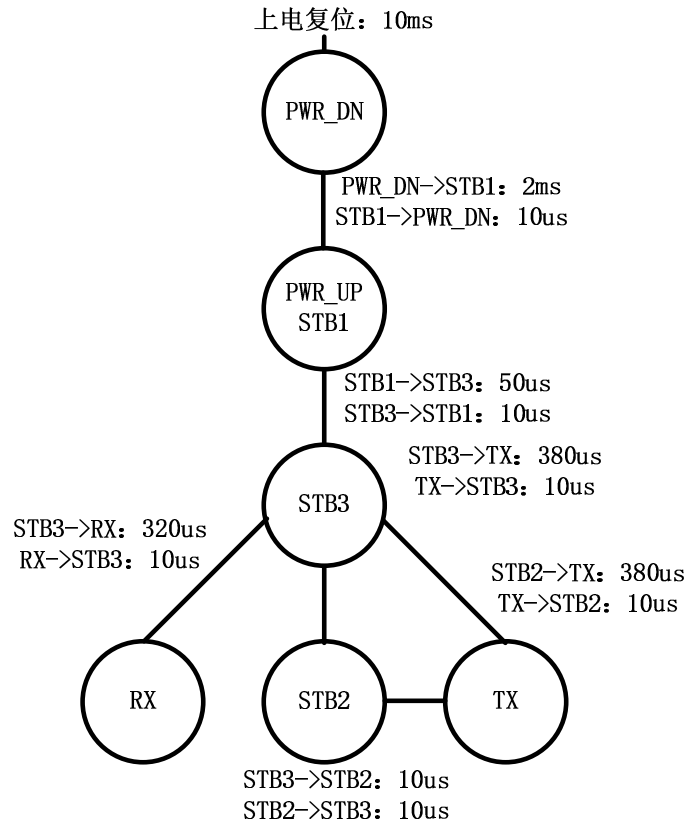 上电复位：10ms
PWR_DN
PWR_DN->STB1：2ms
STB1->PWR_DN：10us
PWR_UP
STB1
STB1->STB3：50us
STB3->STB1：10us
STB3->TX：380us
TX->STB3：10us
STB3
STB3->RX：320us
RX->STB3：10us
STB2->TX：380us
TX->STB2：10us
RX
STB2
TX
STB3->STB2：10us
STB2->STB3：10us